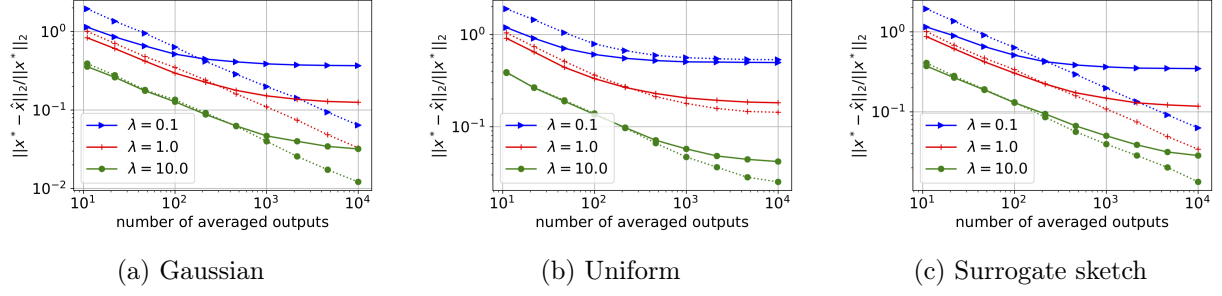 ||x* − x̂||₂/||x*||₂
10⁰
10⁻¹
10⁻²
λ = 0.1
λ = 1.0
λ = 10.0
10¹ 10² 10³ 10⁴
number of averaged outputs
(a) Gaussian
||x* − x̂||₂/||x*||₂
10⁰
10⁻¹
λ = 0.1
λ = 1.0
λ = 10.0
10¹ 10² 10³ 10⁴
number of averaged outputs
(b) Uniform
||x* − x̂||₂/||x*||₂
10⁰
10⁻¹
λ = 0.1
λ = 1.0
λ = 10.0
10¹ 10² 10³ 10⁴
number of averaged outputs
(c) Surrogate sketch